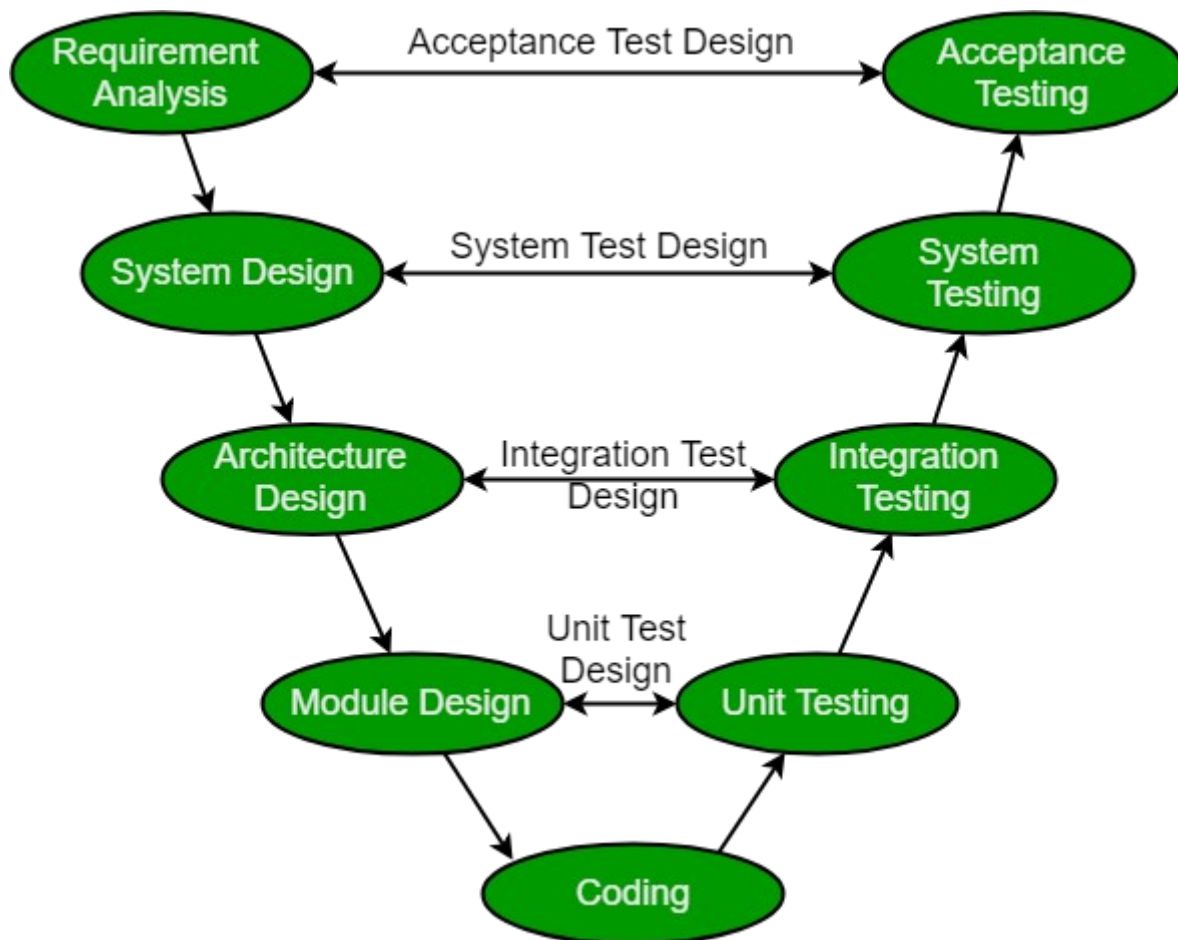 Requirement
Analysis
Acceptance Test Design
Acceptance
Testing
System Design
System Test Design
System
Testing
Architecture
Design
Integration Test
Design
Integration
Testing
Module Design
Unit Test
Design
Unit Testing
Coding